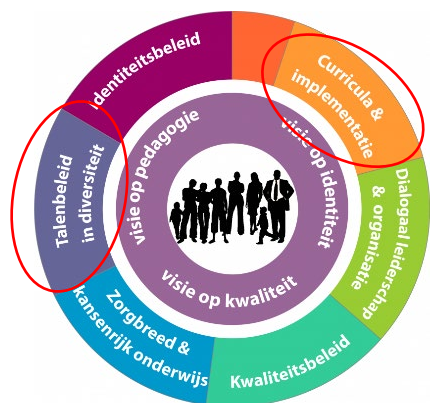 Identiteitsbeleid
Curricula &
implementatie
Dialogaal leiderschap
& organisatie
Kwaliteitsbeleid
Zorgbreed &
kansenrijk onderwijs
Talenbeleid
in diversiteit
visie op pedagogie
visie op identiteit
visie op kwaliteit